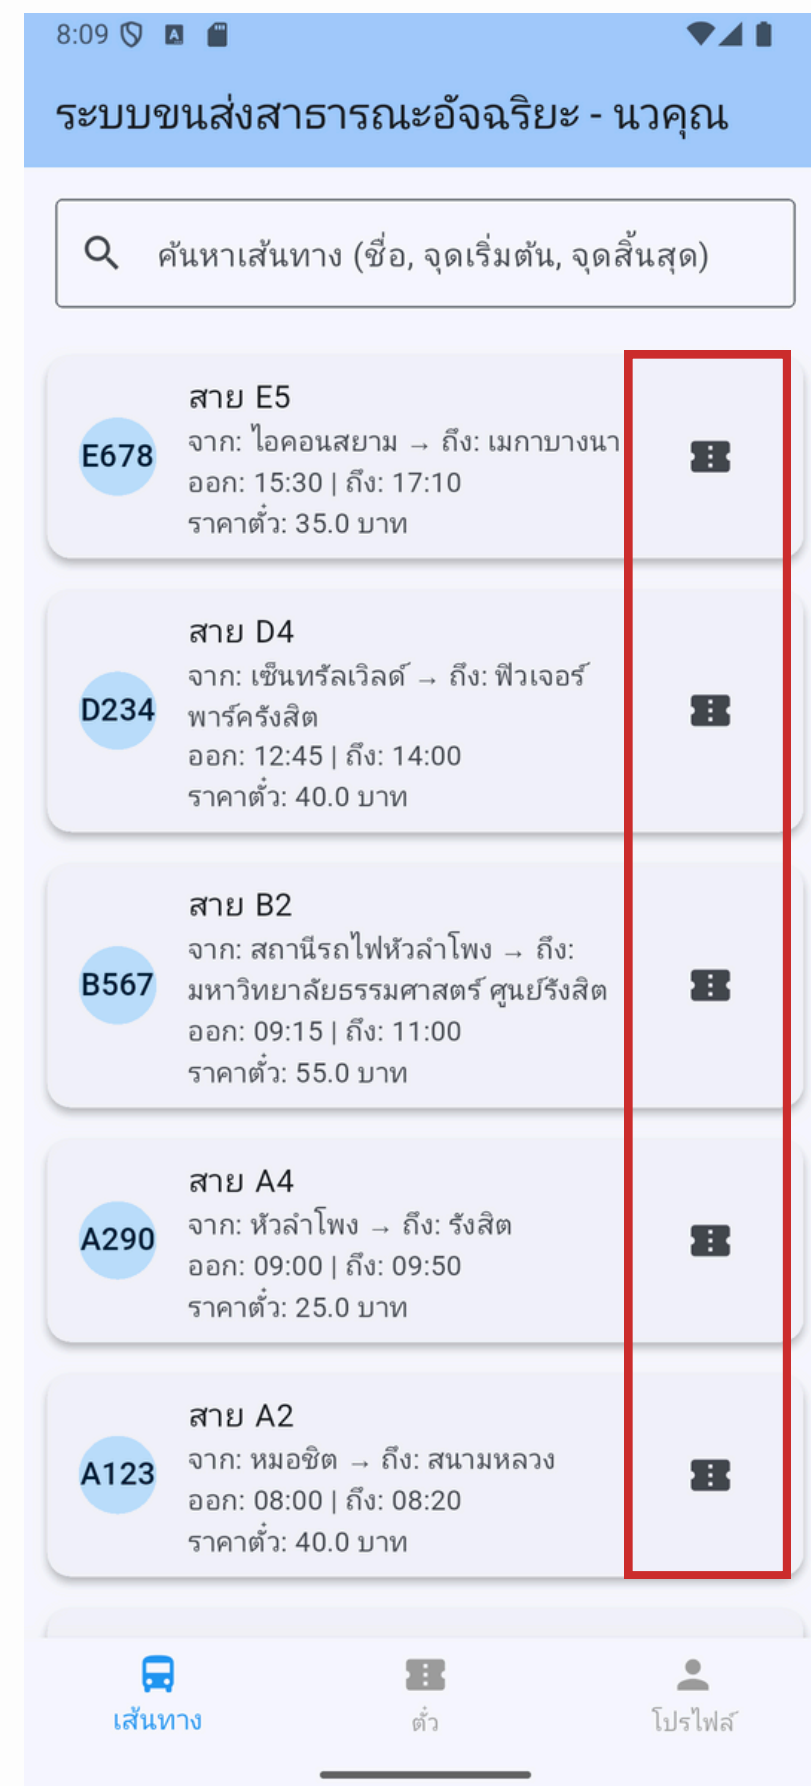 8:09
ระบบขนส่งสาธารณะอัจฉริยะ - นวคุณ
ค้นหาเส้นทาง (ชื่อ, จุดเริ่มต้น, จุดสิ้นสุด)
E678
สาย E5
จาก: ไอคอนสยาม → ถึง: เมกาบางนา
ออก: 15:30 | ถึง: 17:10
ราคาตั๋ว: 35.0 บาท
D234
สาย D4
จาก: เซ็นทรัลเวิลด์ → ถึง: ฟิวเจอร์
พาร์ครังสิต
ออก: 12:45 | ถึง: 14:00
ราคาตั๋ว: 40.0 บาท
B567
สาย B2
จาก: สถานีรถไฟหัวลำโพง → ถึง:
มหาวิทยาลัยธรรมศาสตร์ ศูนย์รังสิต
ออก: 09:15 | ถึง: 11:00
ราคาตั๋ว: 55.0 บาท
A290
สาย A4
จาก: หัวลำโพง → ถึง: รังสิต
ออก: 09:00 | ถึง: 09:50
ราคาตั๋ว: 25.0 บาท
A123
สาย A2
จาก: หมอชิต → ถึง: สนามหลวง
ออก: 08:00 | ถึง: 08:20
ราคาตั๋ว: 40.0 บาท
เส้นทาง
ตั๋ว
โปรไฟล์